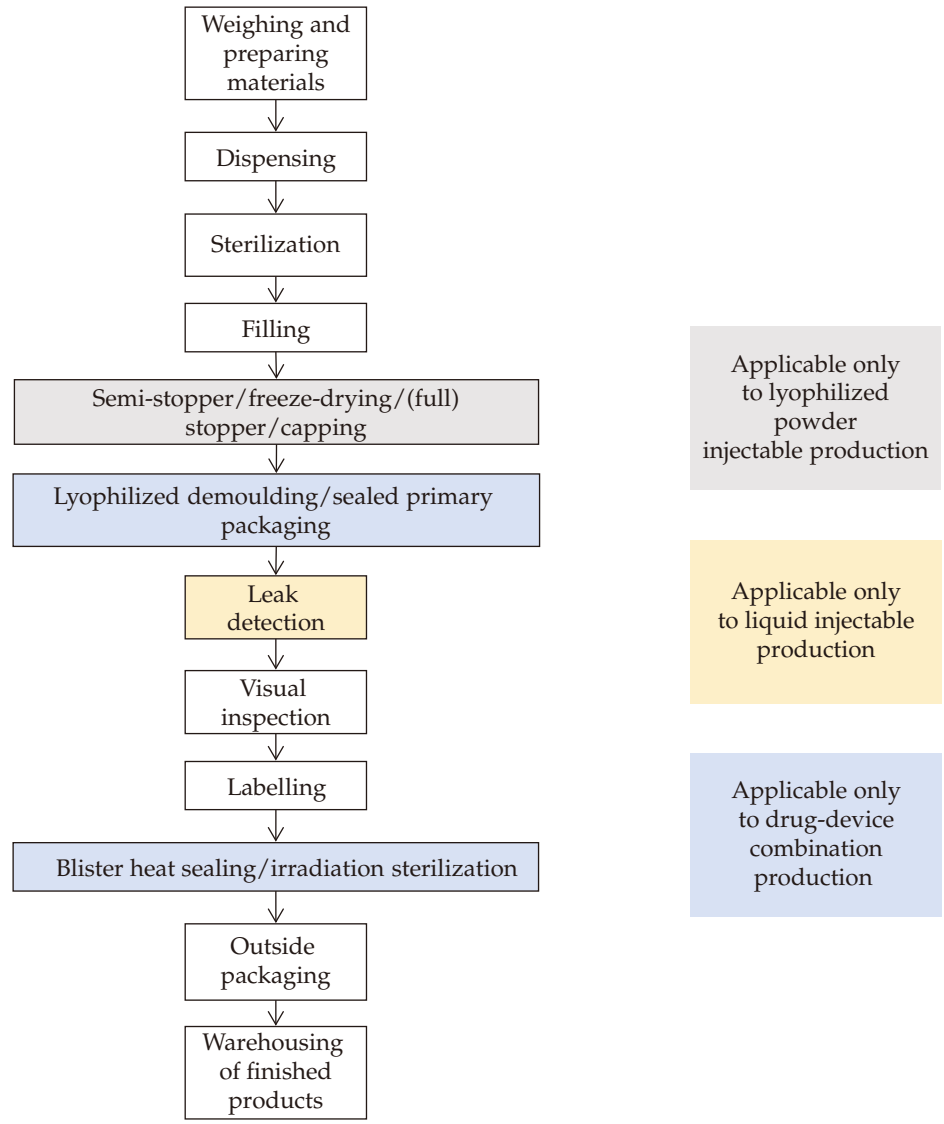 Weighing and
preparing
materials
Dispensing
Sterilization
Filling
Semi-stopper/freeze-drying/(full)
stopper/capping
Lyophilized demoulding/sealed primary
packaging
Leak
detection
Visual
inspection
Labelling
Blister heat sealing/irradiation sterilization
Outside
packaging
Warehousing
of finished
products
Applicable only
to lyophilized
powder
injectable production
Applicable only
to liquid injectable
production
Applicable only
to drug-device
combination
production